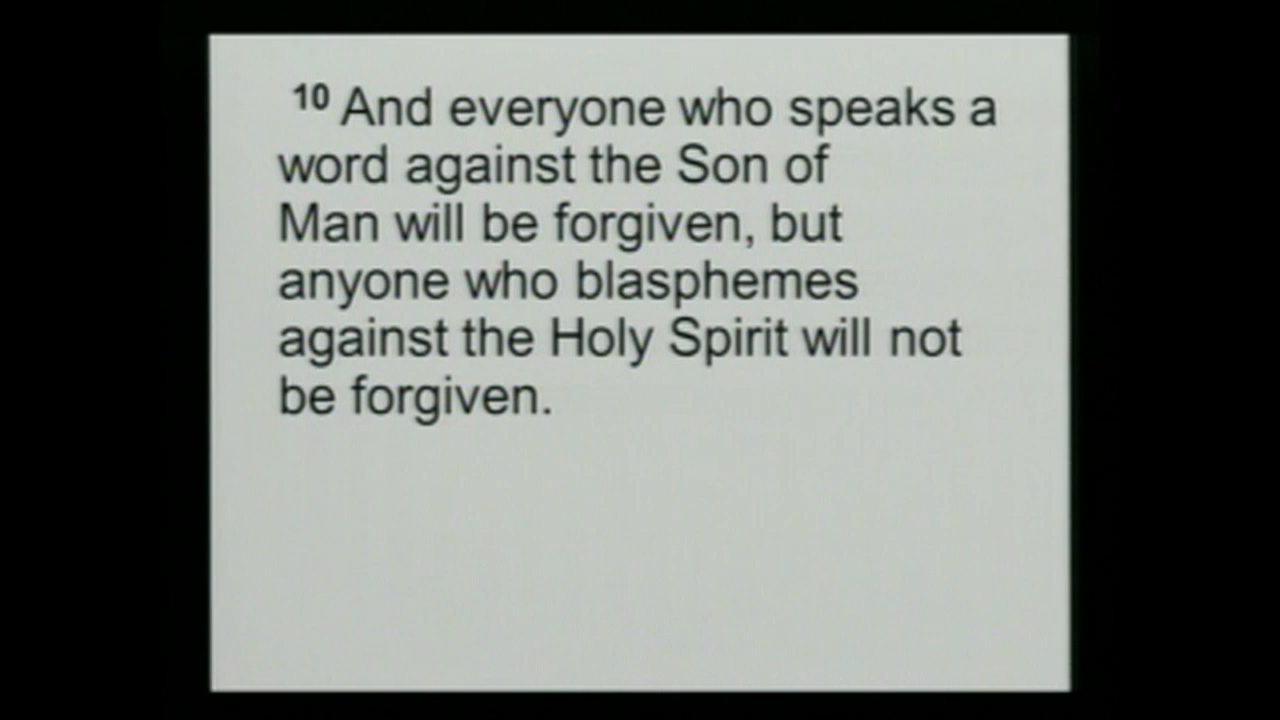 10 And everyone who speaks a
word against the Son of
Man will be forgiven, but
anyone who blasphemes
against the Holy Spirit will not
be forgiven.